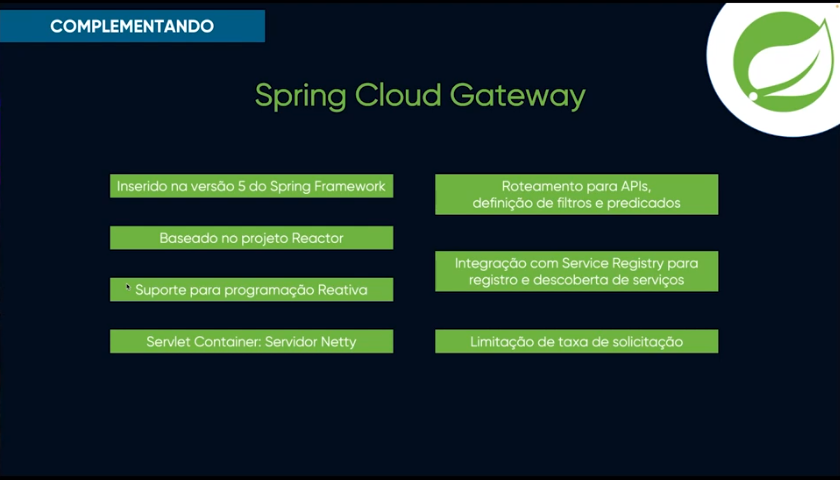 COMPLEMENTANDO
Spring Cloud Gateway
Inserido na versão 5 do Spring Framework
Baseado no projeto Reactor
Suporte para programação Reativa
Servlet Container: Servidor Netty
Roteamento para APIs,
definição de filtros e predicados
Integração com Service Registry para
registro e descoberta de serviços
Limitação de taxa de solicitação